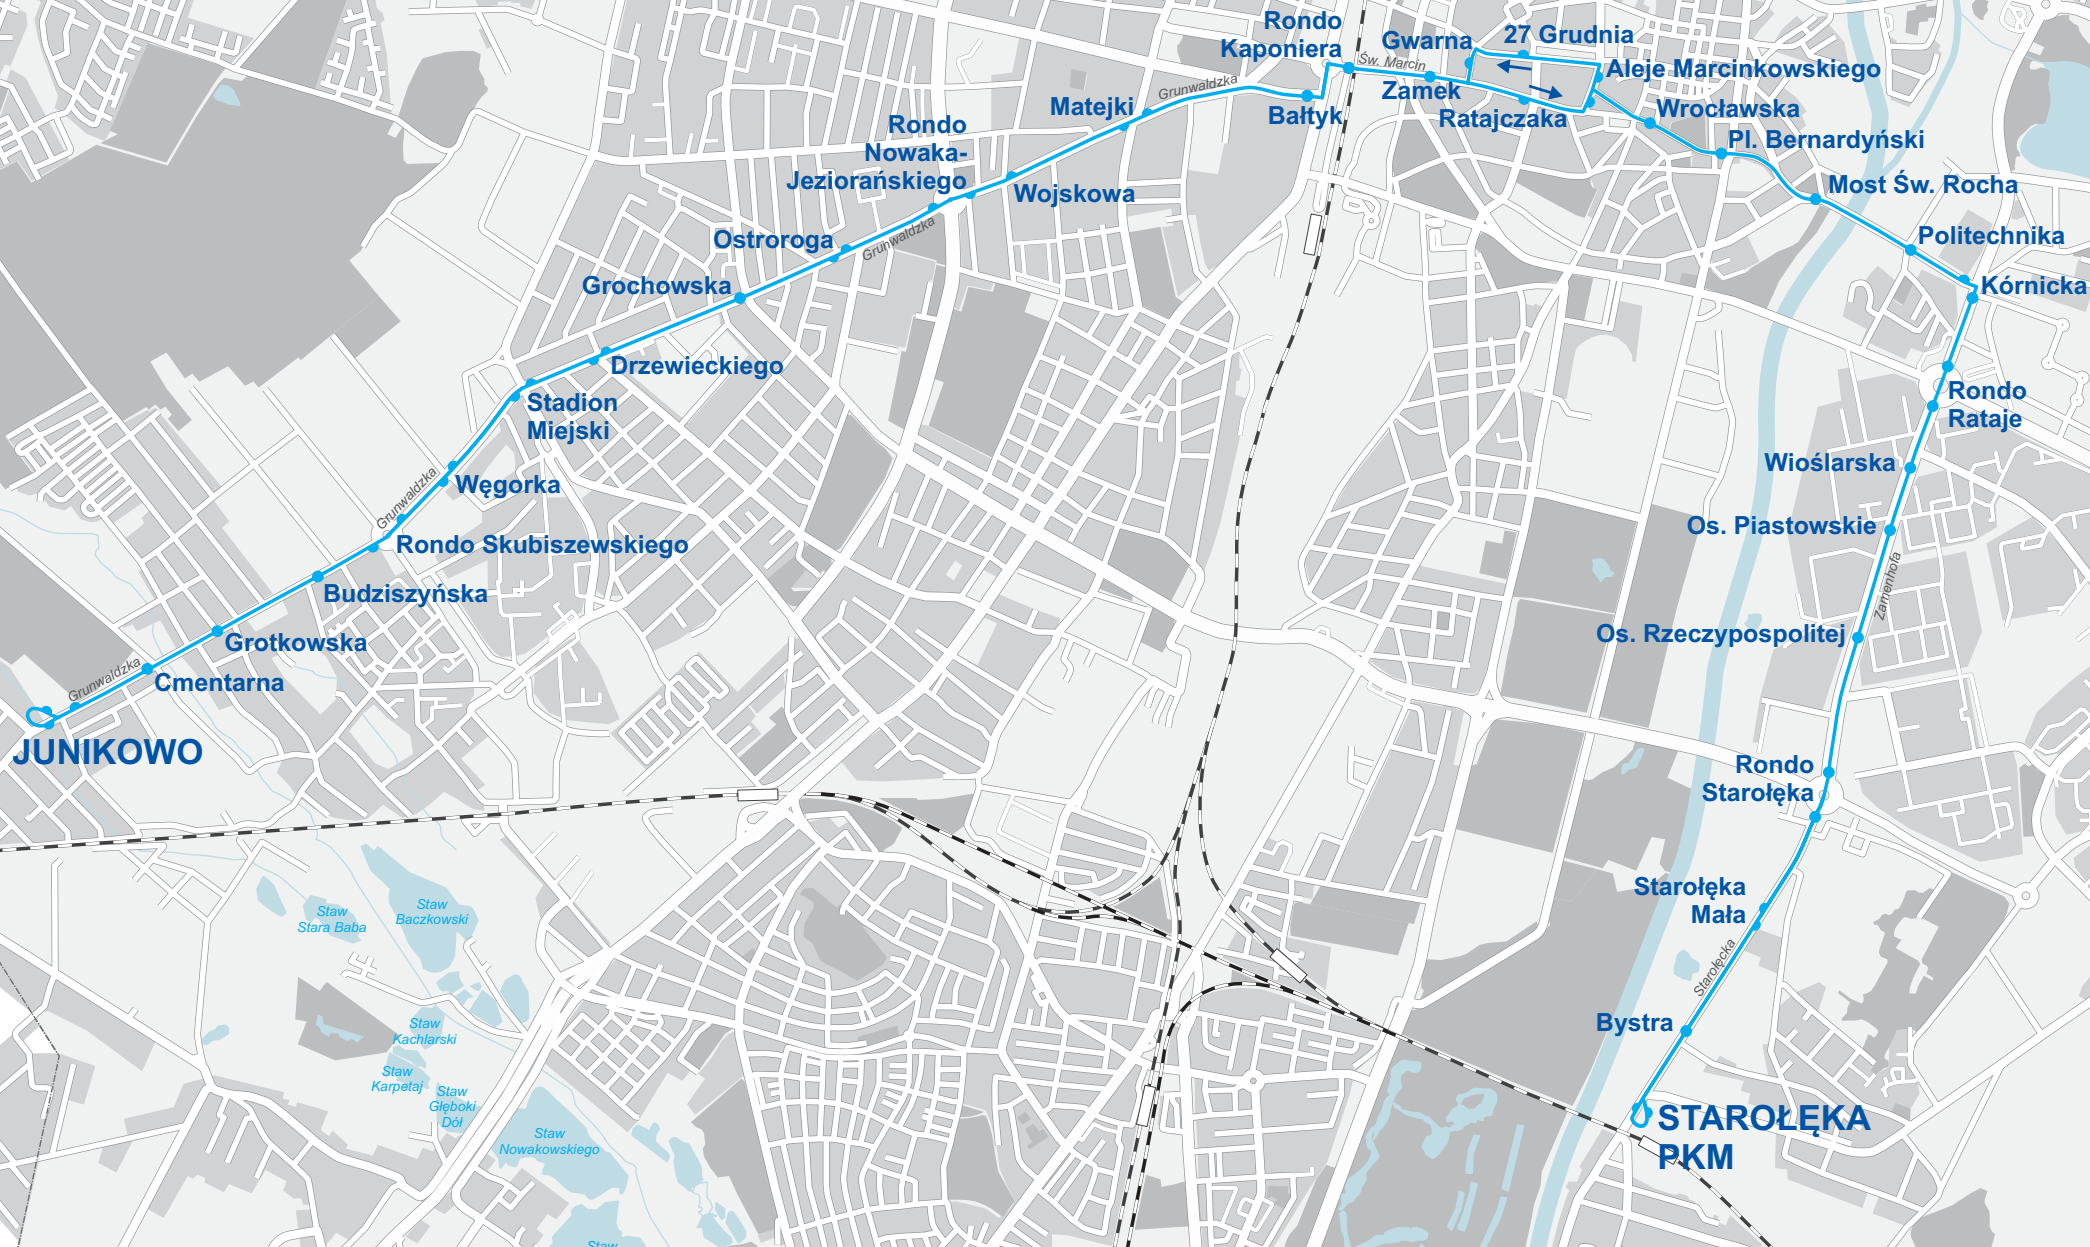 Rondo
Kaponiera
Gwarna
27 Grudnia
Św. Marcin
Aleje Marcinkowskiego
Zamek
Grunwaldzka
Matejki
Bałtyk
Ratajczaka
Wrocławska
Rondo
Nowaka-
Jeziorańskiego
Pl. Bernardyński
Wojskowa
Most Św. Rocha
Ostroroga
Grunwaldzka
Politechnika
Grochowska
Kórnicka
Drzewieckiego
Stadion
Miejski
Rondo
Rataje
Wioślarska
Węgorka
Grunwaldzka
Os. Piastowskie
Rondo Skubiszewskiego
Budziszyńska
Zamenhofa
Os. Rzeczypospolitej
Grotkowska
Cmentarna
Grunwaldzka
JUNIKOWO
Rondo
Starołęka
Starołęka
Mała
Staw
Baczkowski
Staw
Stara Baba
Starołęcka
Bystra
Staw
Kachlarski
Staw
Karpetaj
Staw
Głęboki
Dół
STAROŁĘKA
PKM
Staw
Nowakowskiego
Staw